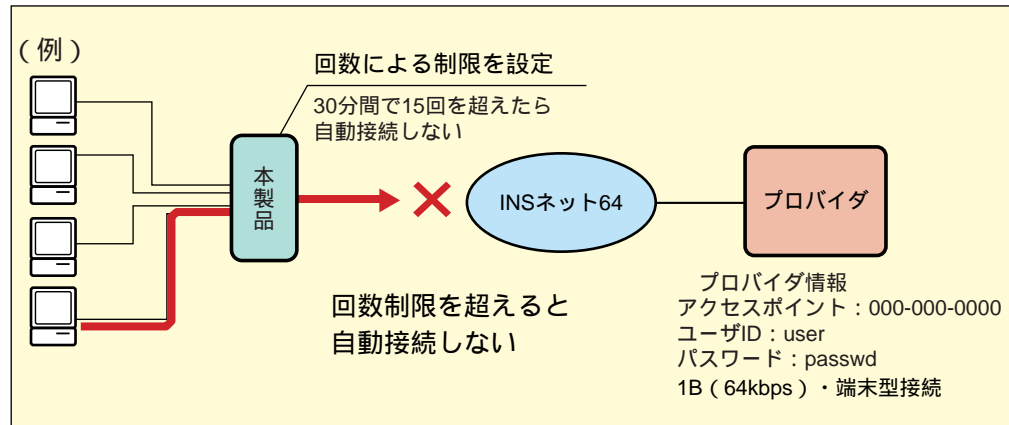 (例)
回数による制限を設定
30分間で15回を超えたら
自動接続しない
本製品
INSネット64
プロバイダ
回数制限を超えると
自動接続しない
プロバイダ情報
アクセスポイント:000-000-0000
ユーザID:user
パスワード:passwd
1B(64kbps)・端末型接続